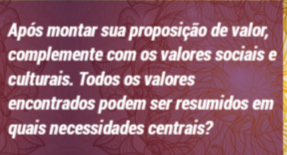 Após montar sua proposição de valor,
complemente com os valores sociais e
culturais. Todos os valores
encontrados podem ser resumidos em
quais necessidades centrais?